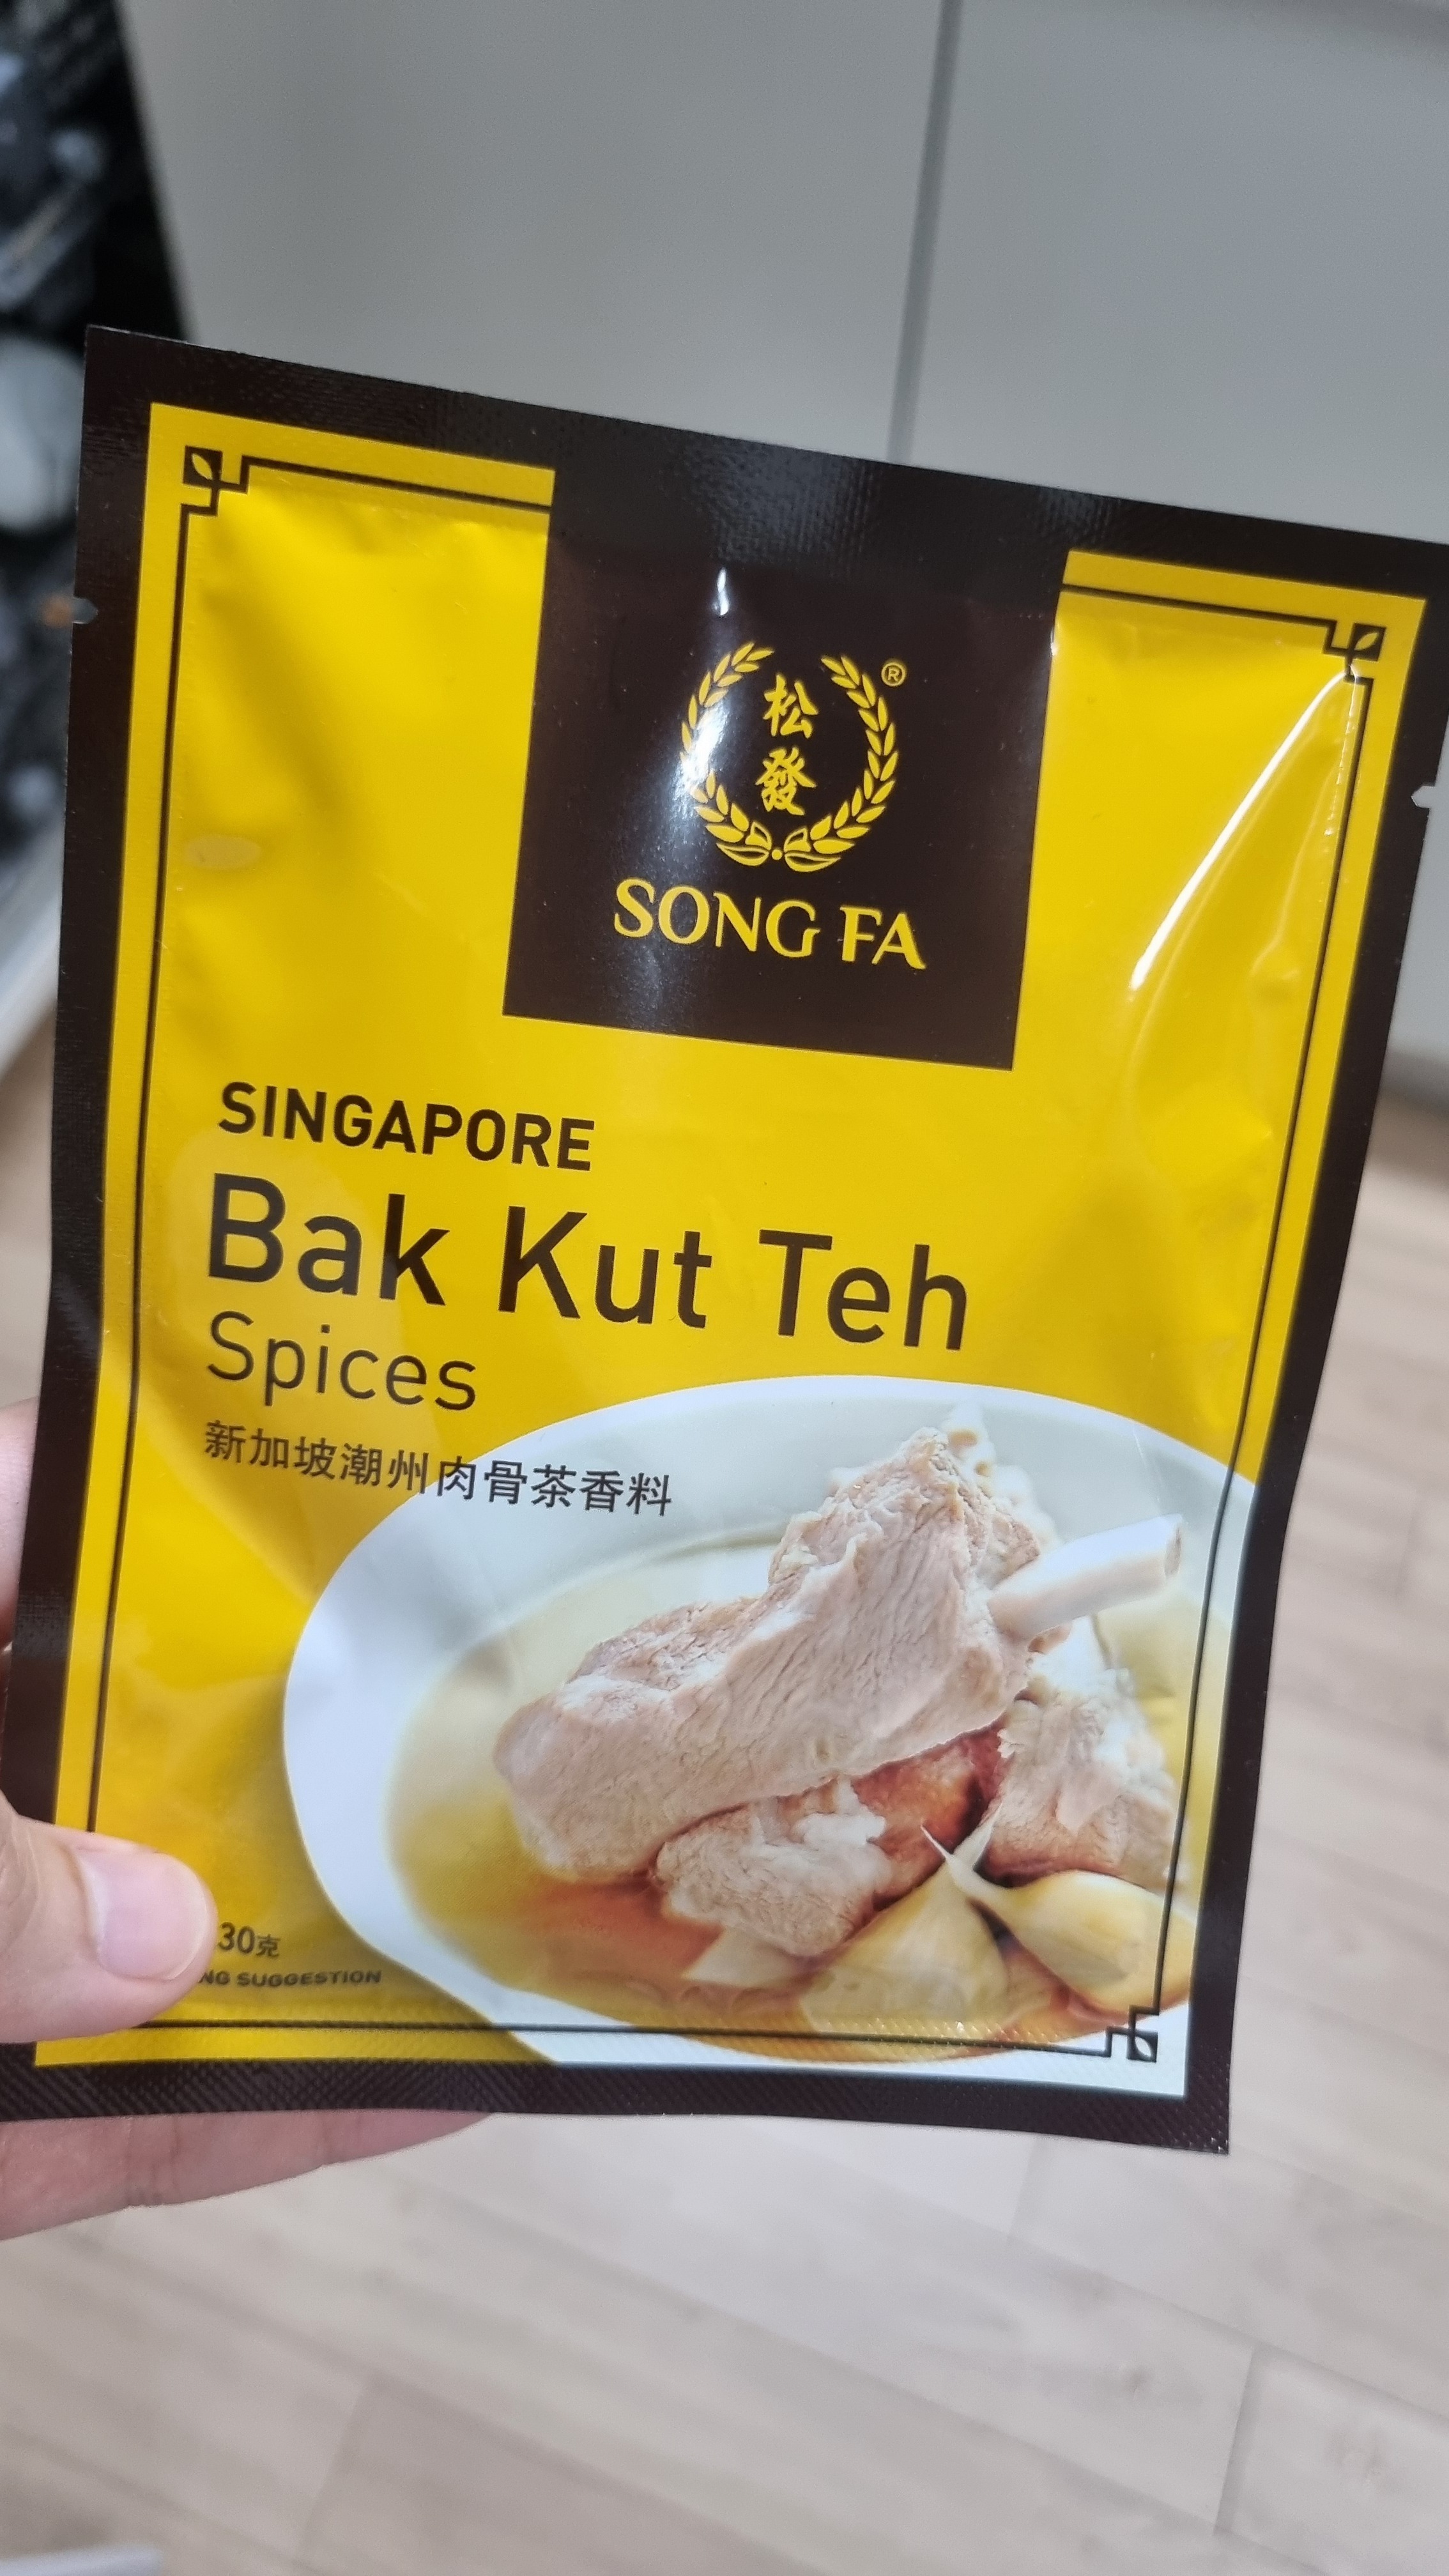 松
發
®
SONG FA
SINGAPORE
Bak Kut Teh
Spices
新加坡潮州肉骨茶香料
30克
SUGGESTION